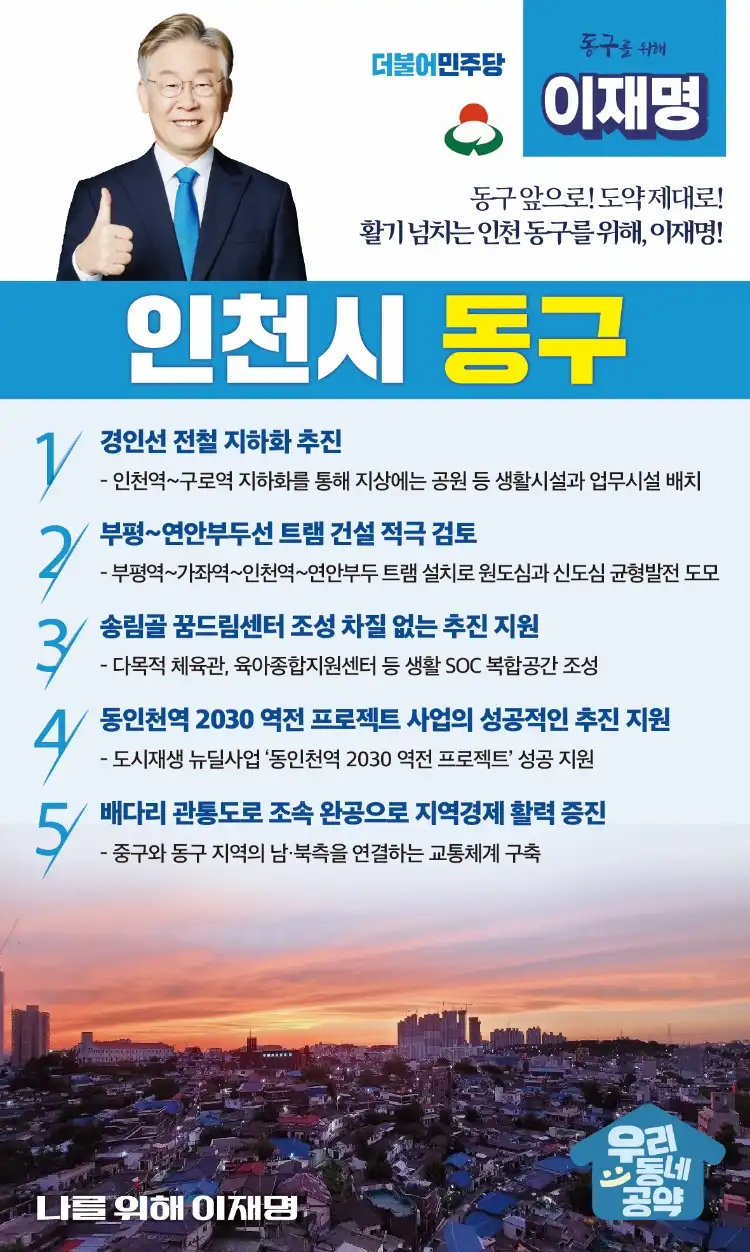 더불어민주당
동구를 위해
이재명
동구 앞으로! 도약 제대로!
활기 넘치는 인천 동구를 위해, 이재명!
인천시 동구
1 경인선 전철 지하화 추진
- 인천역~구로역 지하화를 통해 지상에는 공원 등 생활시설과 업무시설 배치
2 부평~연안부두선 트램 건설 적극 검토
- 부평역~가좌역~인천역~연안부두 트램 설치로 원도심과 신도심 균형발전 도모
3 송림골 꿈드림센터 조성 차질 없는 추진 지원
- 다목적 체육관, 육아종합지원센터 등 생활 SOC 복합공간 조성
4 동인천역 2030 역전 프로젝트 사업의 성공적인 추진 지원
- 도시재생 뉴딜사업 ‘동인천역 2030 역전 프로젝트’ 성공 지원
5 배다리 관통도로 조속 완공으로 지역경제 활력 증진
- 중구와 동구 지역의 남·북측을 연결하는 교통체계 구축
우리
동네
공약
나를 위해 이재명